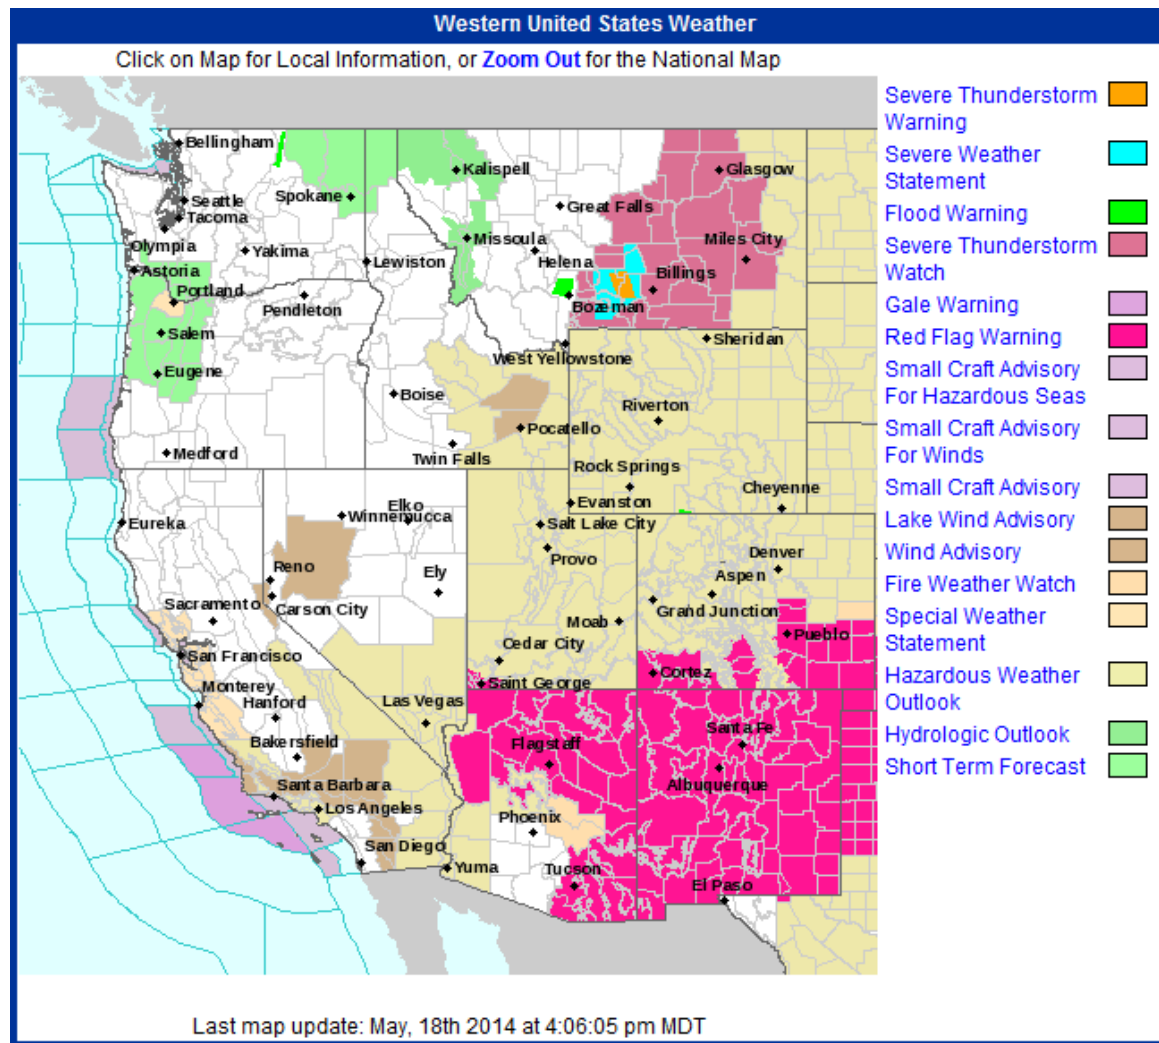 Western United States Weather
Click on Map for Local Information, or Zoom Out for the National Map
Severe Thunderstorm
Warning
Severe Weather
Statement
Flood Warning
Severe Thunderstorm
Watch
Gale Warning
Red Flag Warning
Small Craft Advisory
For Hazardous Seas
Small Craft Advisory
For Winds
Small Craft Advisory
Lake Wind Advisory
Wind Advisory
Fire Weather Watch
Special Weather
Statement
Hazardous Weather
Outlook
Hydrologic Outlook
Short Term Forecast
Bellingham
Kalispell
Glasgow
Spokane
Seattle
Great Falls
Tacoma
Olympia
Yakima
Missoula
Miles City
Helena
Lewiston
Astoria
Billings
Portland
Pendleton
Bozeman
Salem
Sheridan
West Yellowstone
Eugene
Boise
Riverton
Pocatello
Medford
Twin Falls
Rock Springs
Cheyenne
Evanston
Elko
Winnemucca
Eureka
Salt Lake City
Provo
Denver
Reno
Ely
Aspen
Sacramento
Carson City
Grand Junction
Moab
Pueblo
Cedar City
San Francisco
Cortez
Saint George
Monterey
Hanford
Las Vegas
Santa Fe
Bakersfield
Flagstaff
Albuquerque
Santa Barbara
Los Angeles
Phoenix
San Diego
Yuma
Tucson
El Paso
Last map update: May, 18th 2014 at 4:06:05 pm MDT